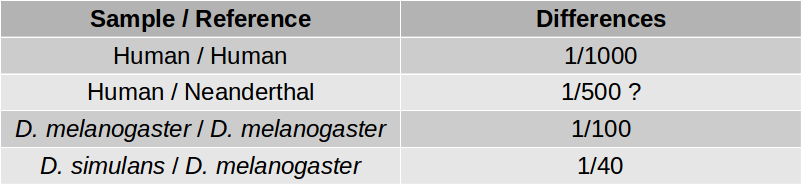 Sample / Reference Differences
Human / Human 1/1000
Human / Neanderthal 1/500 ?
D. melanogaster / D. melanogaster 1/100
D. simulans / D. melanogaster 1/40